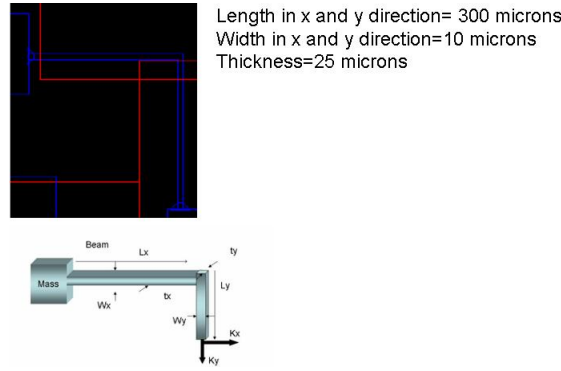 Length in x and y direction= 300 microns
Width in x and y direction=10 microns
Thickness=25 microns
Beam
Lx
ty
Mass
tx
Ly
Wx
Wy
Kx
Ky